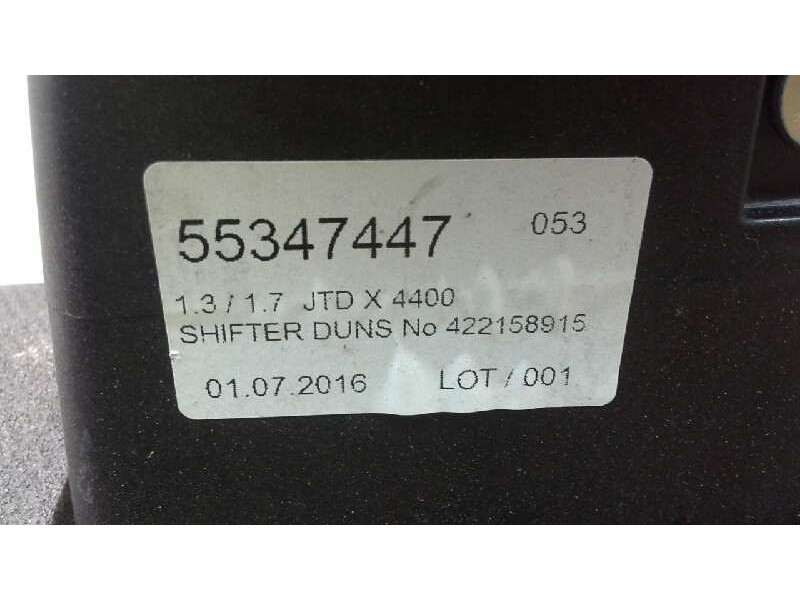 55347447 053
1.3 / 1.7 JTD X 4400
SHIFTER DUNS No 422158915
01.07.2016 LOT / 001